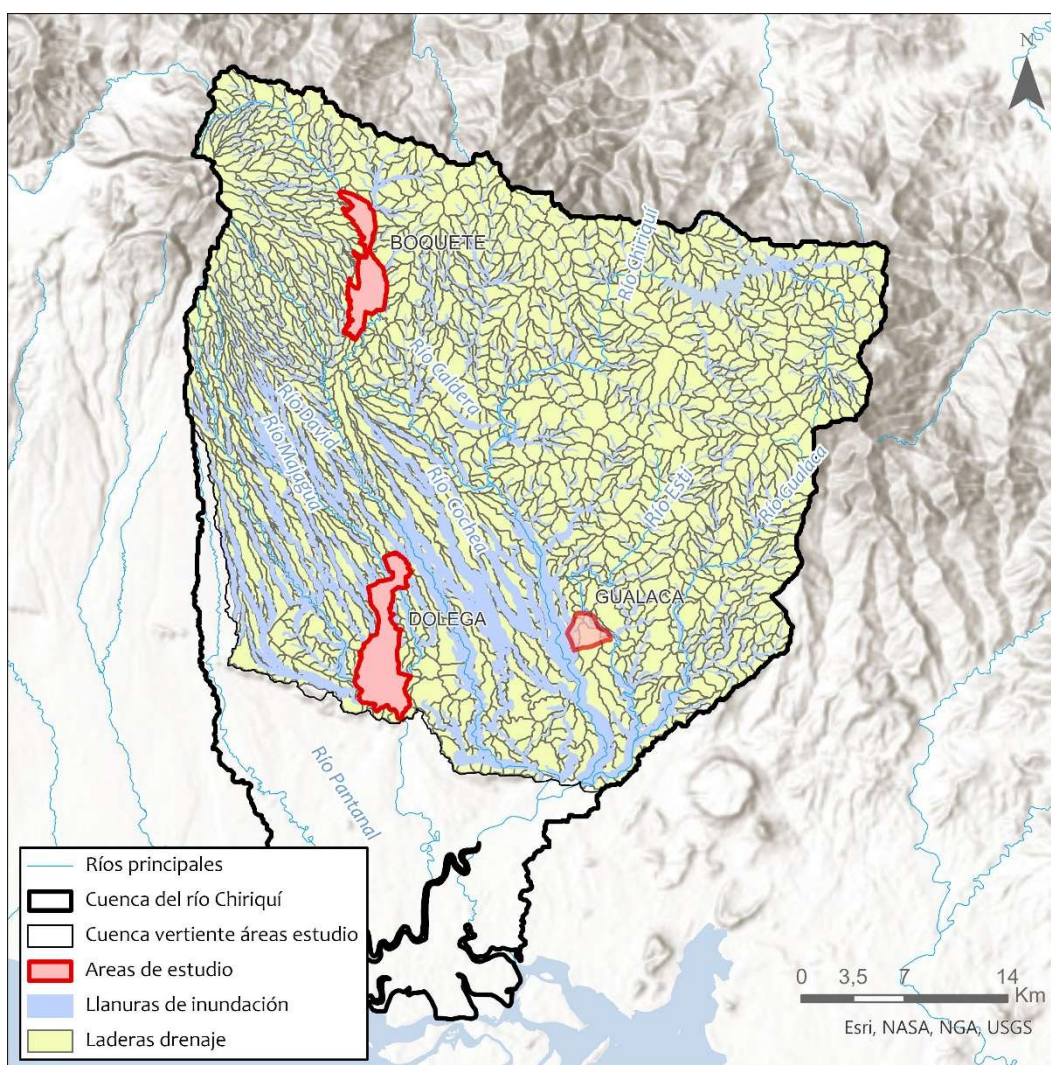 N
BOQUETE
Río chiriquí
Río Caldera
Río David
Río Majagua
Río Cochea
Río Estí
Río Gualaca
GUALACA
DOLEGA
Río Pantanal
Ríos principales
Cuenca del río Chiriquí
Cuenca vertiente áreas estudio
Areas de estudio
Llanuras de inundación
Laderas drenaje
0 3,5 7 14
Km
Esri, NASA, NGA, USGS